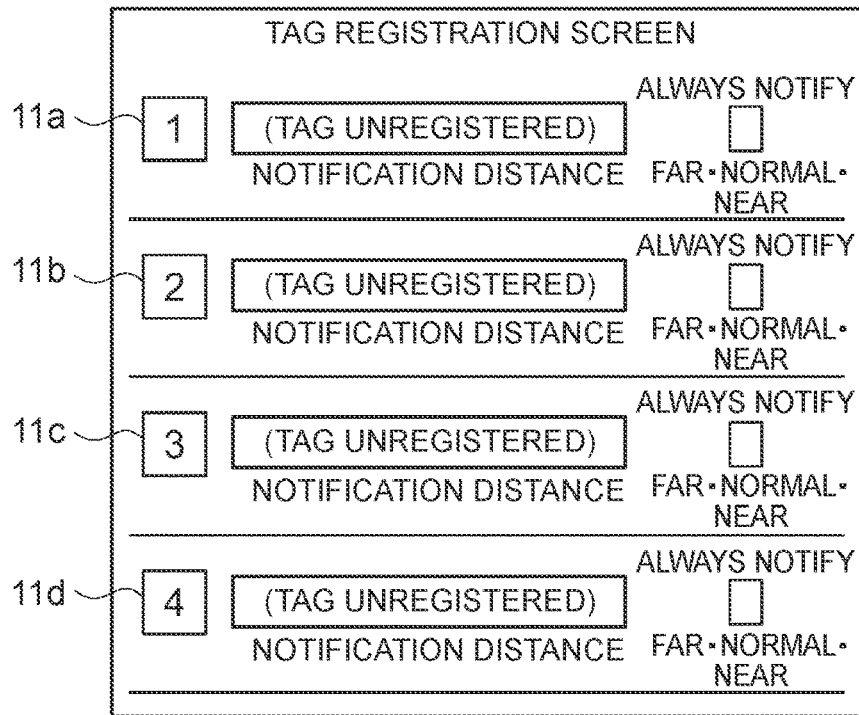 TAG REGISTRATION SCREEN
ALWAYS NOTIFY
11a 1 (TAG UNREGISTERED)
NOTIFICATION DISTANCE FAR•NORMAL•
NEAR
ALWAYS NOTIFY
11b 2 (TAG UNREGISTERED)
NOTIFICATION DISTANCE FAR•NORMAL•
NEAR
ALWAYS NOTIFY
11c 3 (TAG UNREGISTERED)
NOTIFICATION DISTANCE FAR•NORMAL•
NEAR
ALWAYS NOTIFY
11d 4 (TAG UNREGISTERED)
NOTIFICATION DISTANCE FAR•NORMAL•
NEAR